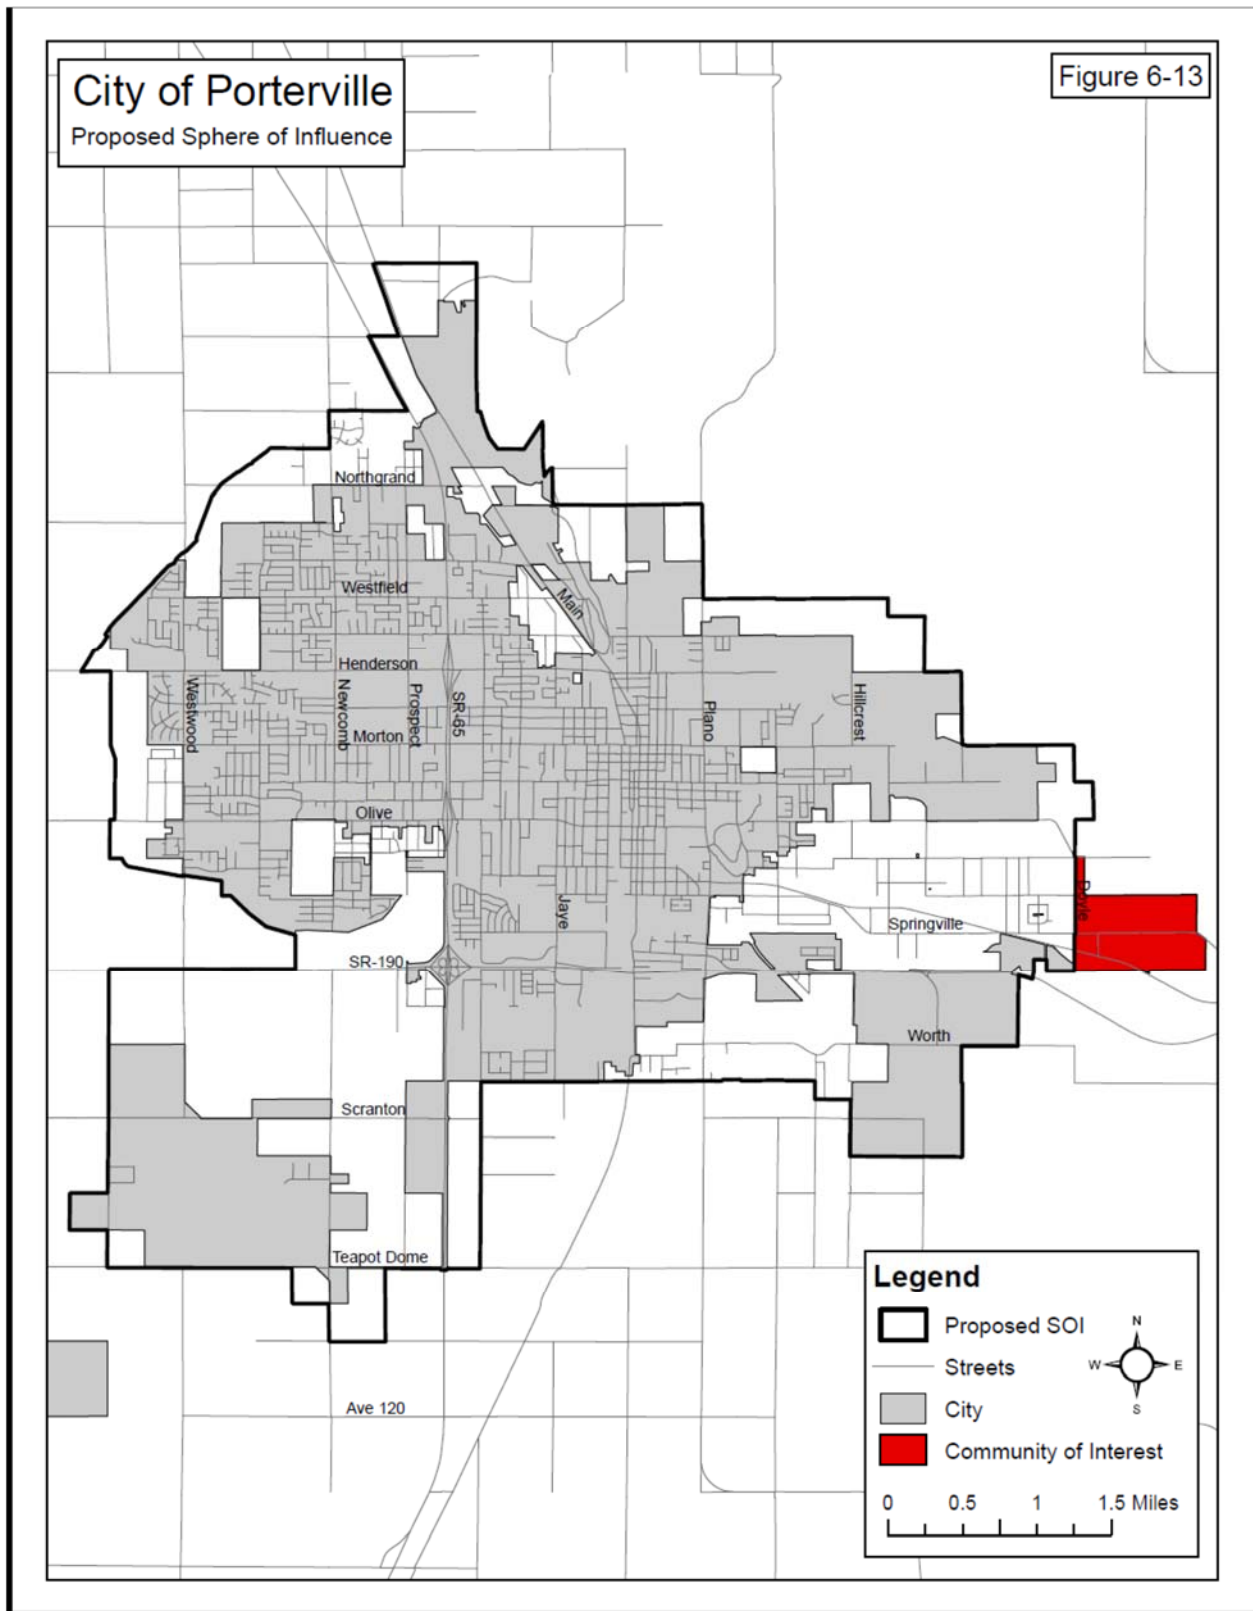 City of Porterville
Proposed Sphere of Influence
Figure 6-13
Northgrand
Westfield
Main
Henderson
Westwood
Newcomb
Prospect
SR-65
Plano
Hillcrest
Morton
Olive
Jaye
Doyle
Springville
SR-190
Worth
Scranton
Teapot Dome
Ave 120
Legend
Proposed SOI
Streets
City
Community of Interest
N
W
E
S
0 0.5 1 1.5 Miles